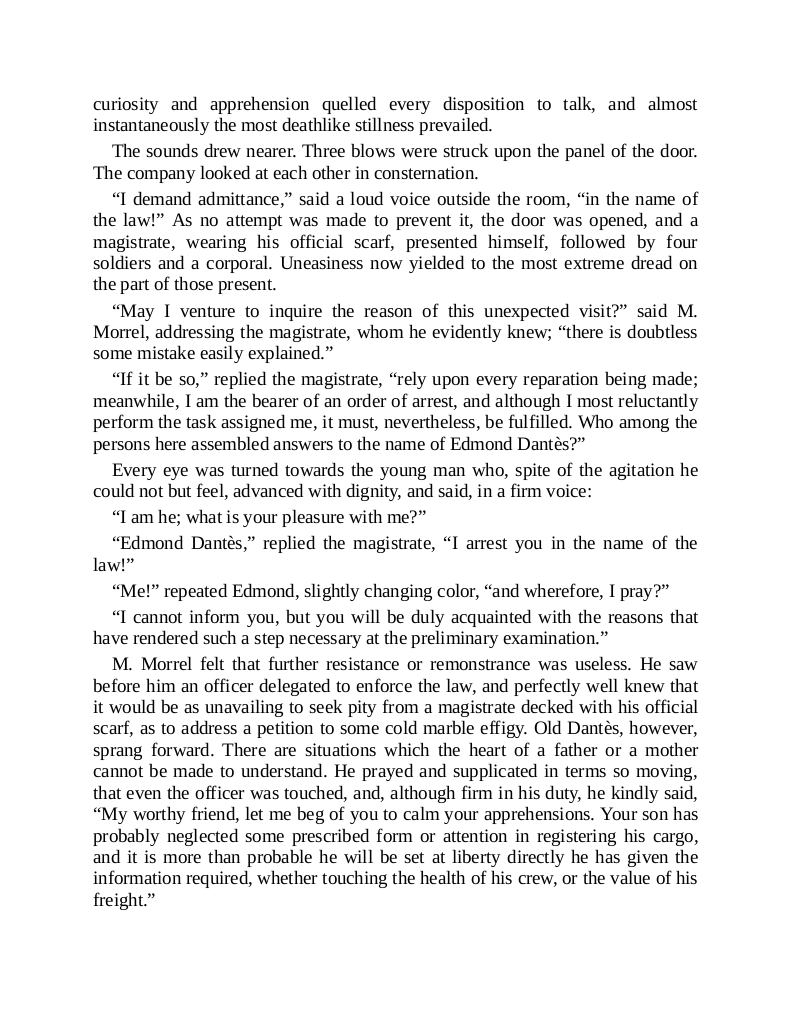 curiosity and apprehension quelled every disposition to talk, and almost
instantaneously the most deathlike stillness prevailed.
The sounds drew nearer. Three blows were struck upon the panel of the door.
The company looked at each other in consternation.
“I demand admittance,” said a loud voice outside the room, “in the name of
the law!” As no attempt was made to prevent it, the door was opened, and a
magistrate, wearing his official scarf, presented himself, followed by four
soldiers and a corporal. Uneasiness now yielded to the most extreme dread on
the part of those present.
“May I venture to inquire the reason of this unexpected visit?” said M.
Morrel, addressing the magistrate, whom he evidently knew; “there is doubtless
some mistake easily explained.”
“If it be so,” replied the magistrate, “rely upon every reparation being made;
meanwhile, I am the bearer of an order of arrest, and although I most reluctantly
perform the task assigned me, it must, nevertheless, be fulfilled. Who among the
persons here assembled answers to the name of Edmond Dantès?”
Every eye was turned towards the young man who, spite of the agitation he
could not but feel, advanced with dignity, and said, in a firm voice:
“I am he; what is your pleasure with me?”
“Edmond Dantès,” replied the magistrate, “I arrest you in the name of the
law!”
“Me!” repeated Edmond, slightly changing color, “and wherefore, I pray?”
“I cannot inform you, but you will be duly acquainted with the reasons that
have rendered such a step necessary at the preliminary examination.”
M. Morrel felt that further resistance or remonstrance was useless. He saw
before him an officer delegated to enforce the law, and perfectly well knew that
it would be as unavailing to seek pity from a magistrate decked with his official
scarf, as to address a petition to some cold marble effigy. Old Dantès, however,
sprang forward. There are situations which the heart of a father or a mother
cannot be made to understand. He prayed and supplicated in terms so moving,
that even the officer was touched, and, although firm in his duty, he kindly said,
“My worthy friend, let me beg of you to calm your apprehensions. Your son has
probably neglected some prescribed form or attention in registering his cargo,
and it is more than probable he will be set at liberty directly he has given the
information required, whether touching the health of his crew, or the value of his
freight.”